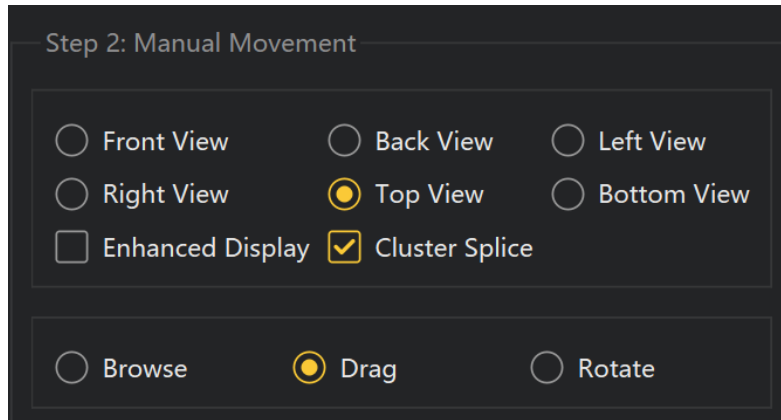 Step 2: Manual Movement
Front View Back View Left View
Right View Top View Bottom View
Enhanced Display Cluster Splice
Browse Drag Rotate